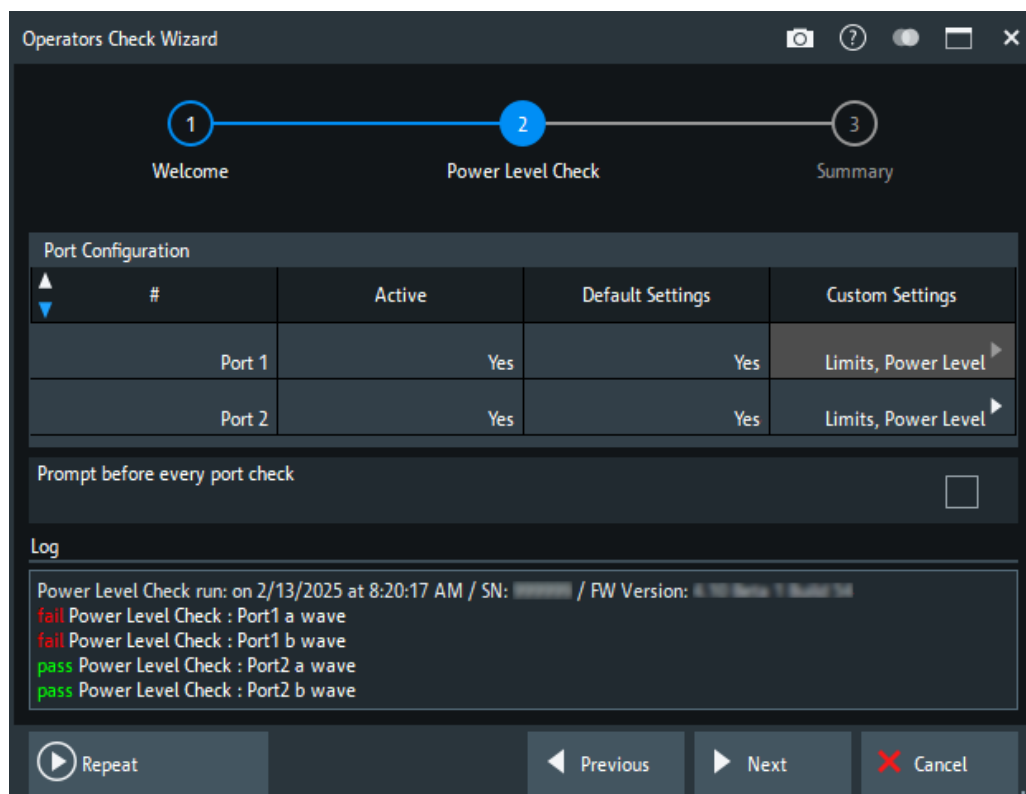 Operators Check Wizard
1
2
3
Welcome
Power Level Check
Summary
Port Configuration
# Active Default Settings Custom Settings
Port 1 Yes Yes Limits, Power Level
Port 2 Yes Yes Limits, Power Level
Prompt before every port check
Log
Power Level Check run: on 2/13/2025 at 8:20:17 AM / SN: / FW Version:
fail Power Level Check : Port1 a wave
fail Power Level Check : Port1 b wave
pass Power Level Check : Port2 a wave
pass Power Level Check : Port2 b wave
Repeat
Previous
Next
Cancel